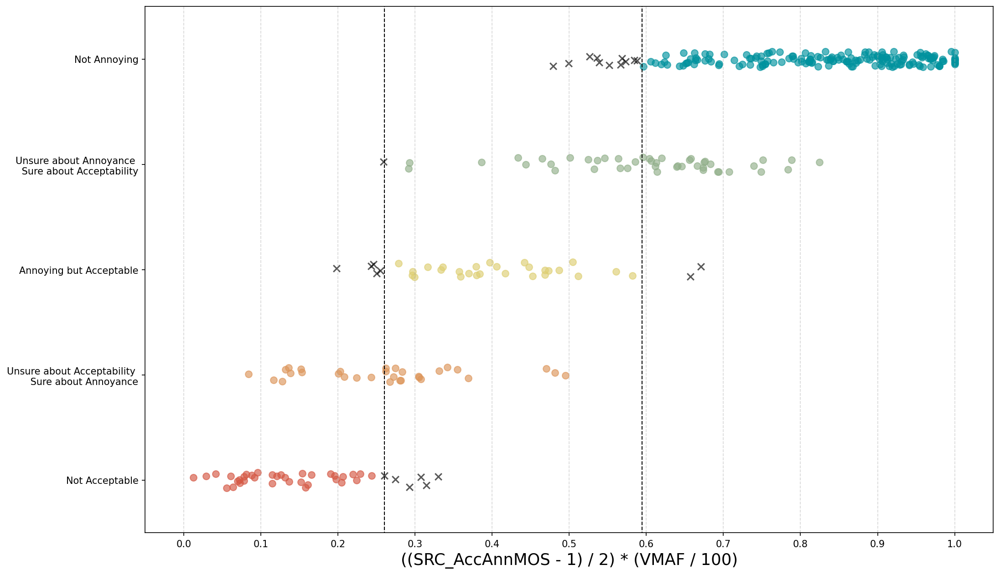 Not Annoying
Unsure about Annoyance
Sure about Acceptability
Annoying but Acceptable
Unsure about Acceptability
Sure about Annoyance
Not Acceptable
0.0 0.1 0.2 0.3 0.4 0.5 0.6 0.7 0.8 0.9 1.0
((SRC_AccAnnMOS - 1) / 2) * (VMAF / 100)